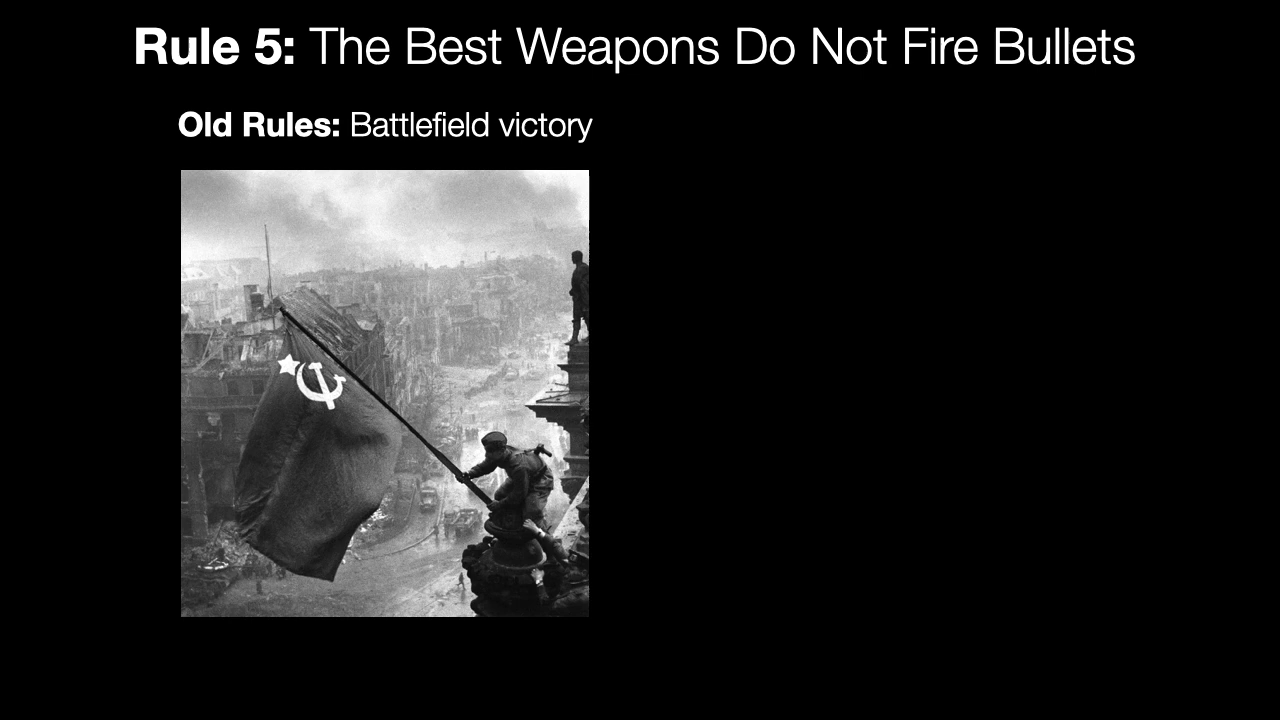 Rule 5: The Best Weapons Do Not Fire Bullets
Old Rules: Battlefield victory